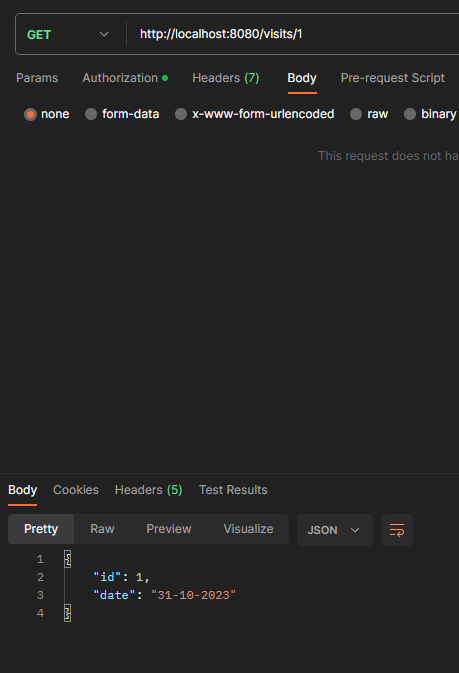 GET http://localhost:8080/visits/1
Params Authorization Headers (7) Body Pre-request Script
none form-data x-www-form-urlencoded raw binary
This request does not ha
Body Cookies Headers (5) Test Results
Pretty Raw Preview Visualize JSON
1 {
2 "id": 1,
3 "date": "31-10-2023"
4 }